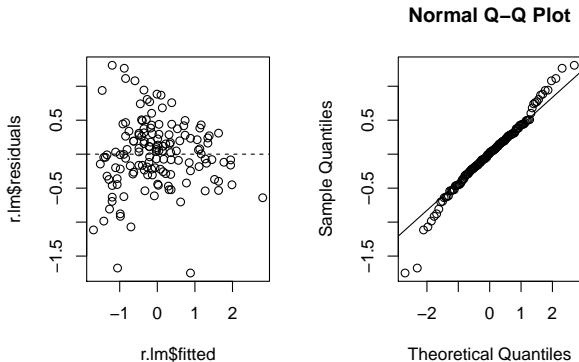 Normal Q−Q Plot
r.lm$residuals
0.5
−0.5
−1.5
−1
0
1
2
r.lm$fitted
Sample Quantiles
0.5
−0.5
−1.5
−2
0
1
2
Theoretical Quantiles